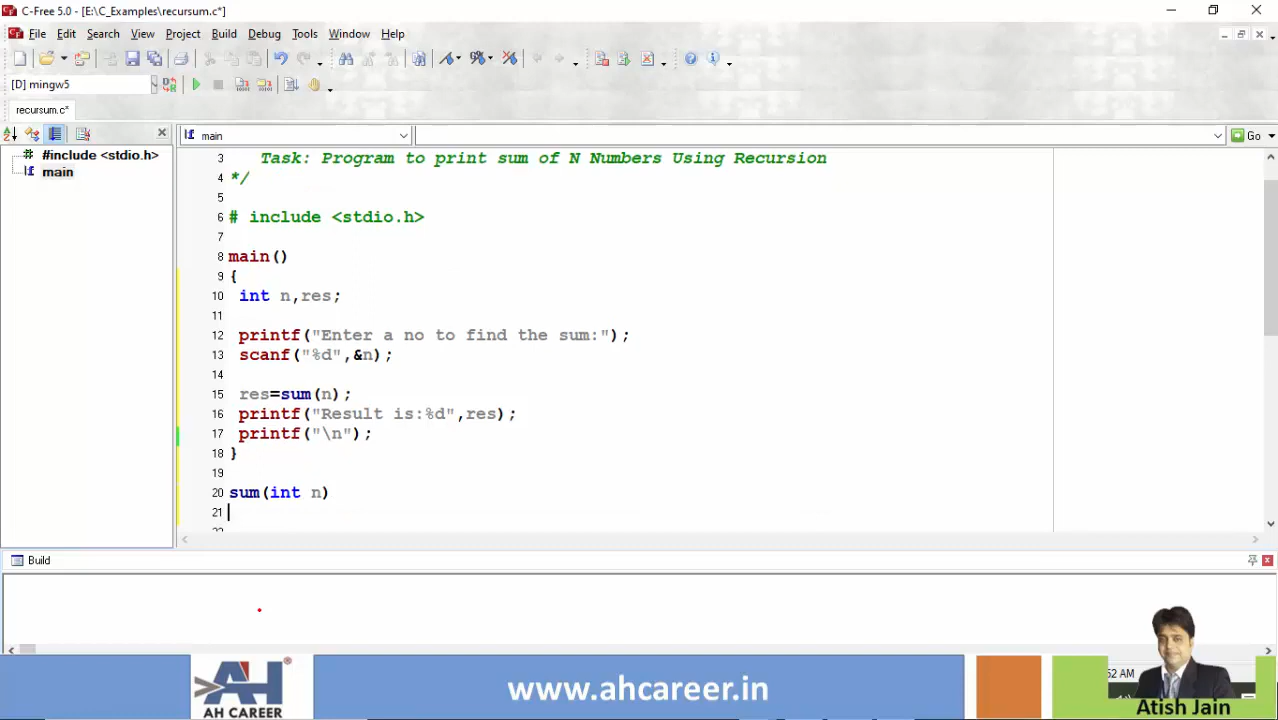 C-Free 5.0 - [E:\C_Examples\recursum.c*]
File Edit Search View Project Build Debug Tools Window Help
[D] mingw5
recursum.c*
main
Go
#include <stdio.h>
main
3 Task: Program to print sum of N Numbers Using Recursion
4 */
5
6 # include <stdio.h>
7
8 main()
9 {
10 int n,res;
11
12 printf("Enter a no to find the sum:");
13 scanf("%d",&n);
14
15 res=sum(n);
16 printf("Result is:%d",res);
17 printf("\n");
18 }
19
20 sum(int n)
21
Build
52 AM
AH CAREER
www.ahcareer.in
Atish Jain